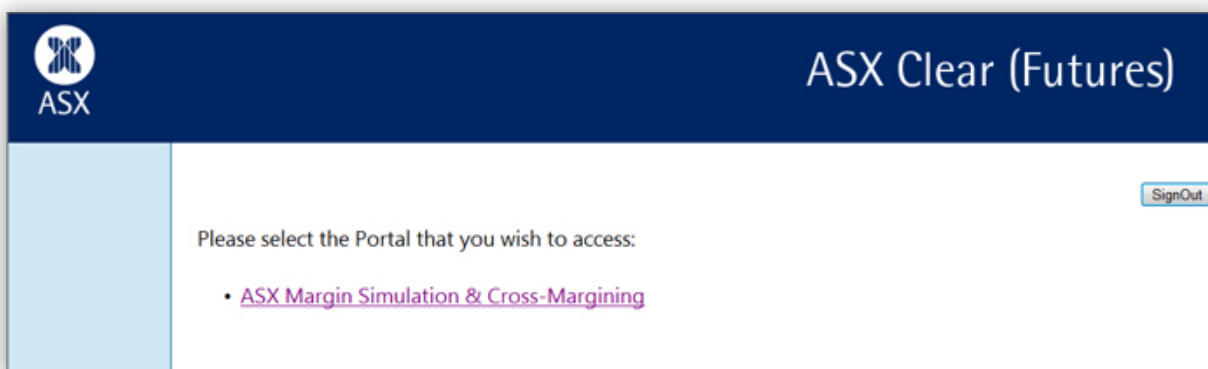 ASX
ASX Clear (Futures)
SignOut
Please select the Portal that you wish to access:
• ASX Margin Simulation & Cross-Margining